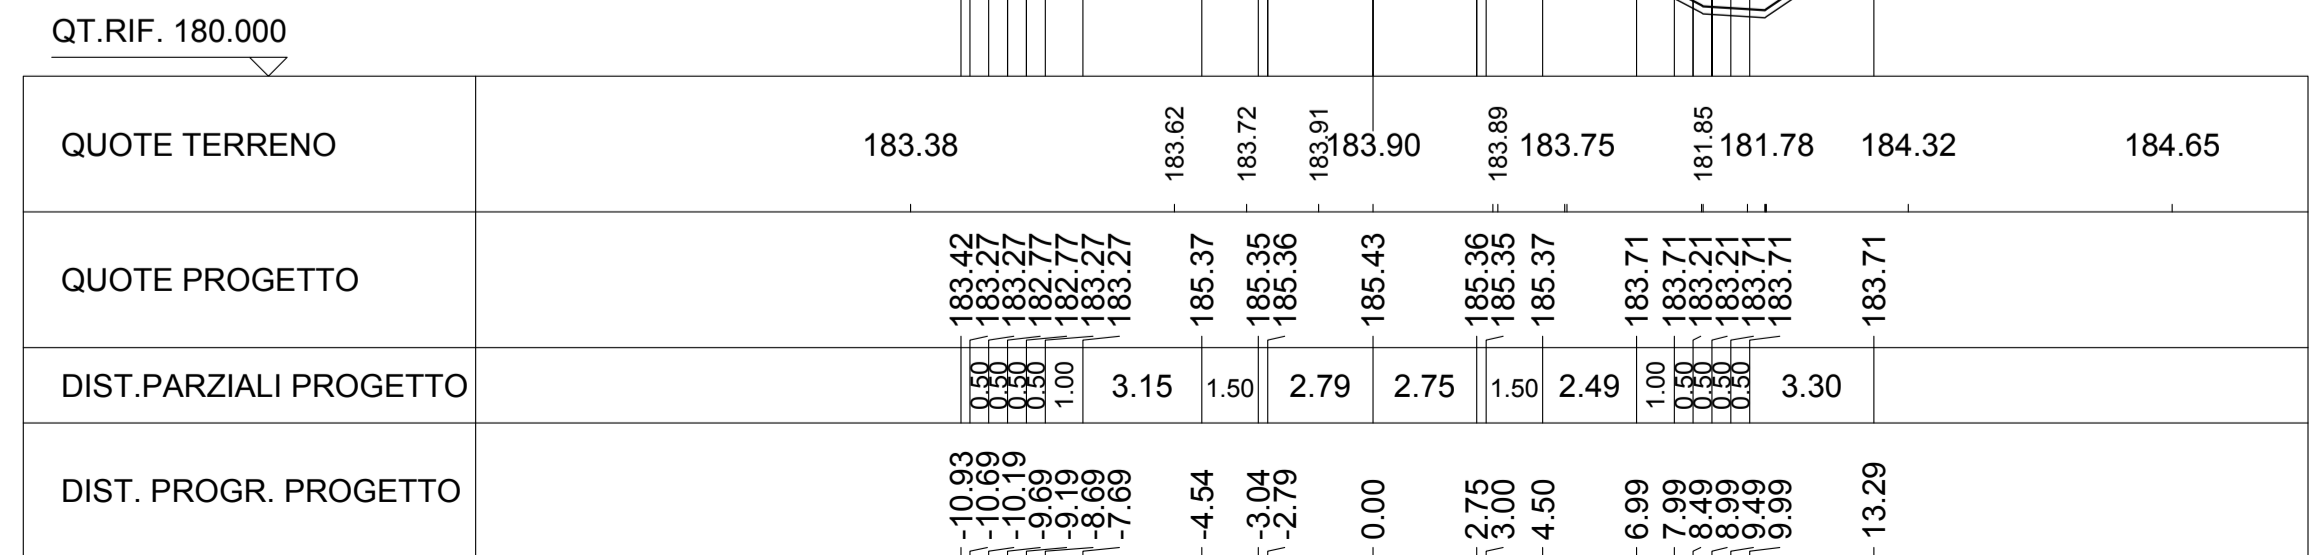 QT.RIF. 180.000
QUOTE TERRENO 183.38 183.62 183.72 183.91 183.90 183.89 183.75 181.85 181.78 184.32 184.65
QUOTE PROGETTO 183.42 183.27 183.27 182.77 182.77 183.27 183.27 185.37 185.35 185.36 185.43 185.36 185.35 185.37 183.71 183.71 183.21 183.21 183.71 183.71 183.71
DIST.PARZIALI PROGETTO 0.50 0.50 0.50 0.50 1.00 3.15 1.50 2.79 2.75 1.50 2.49 1.00 0.50 0.50 0.50 0.50 3.30
DIST. PROGR. PROGETTO -10.93 -10.69 -10.19 -9.69 -9.19 -8.69 -7.69 -4.54 -3.04 -2.79 0.00 2.75 3.00 4.50 6.99 7.99 8.49 8.99 9.49 9.99 13.29